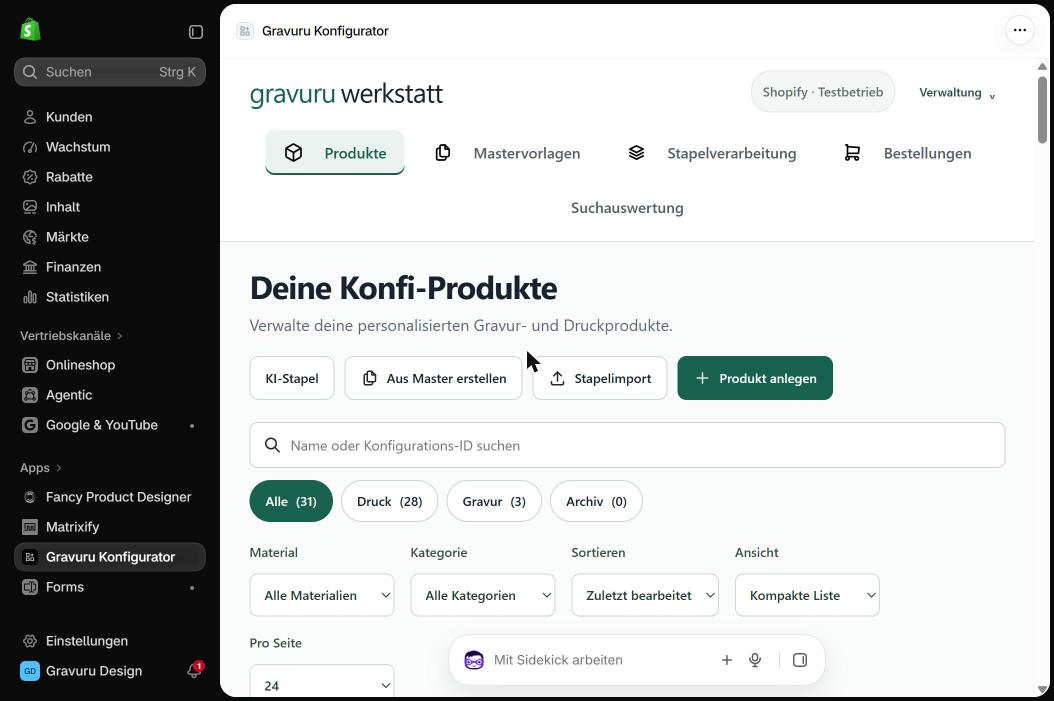 Gravuru Konfigurator
Suchen Strg K
Kunden
Wachstum
Rabatte
Inhalt
Märkte
Finanzen
Statistiken
Vertriebskanäle
Onlineshop
Agentic
Google & YouTube
Apps
Fancy Product Designer
Matrixify
Gravuru Konfigurator
Forms
Einstellungen
GD Gravuru Design 1
gravuru werkstatt
Shopify · Testbetrieb
Verwaltung
Produkte
Mastervorlagen
Stapelverarbeitung
Bestellungen
Suchauswertung
Deine Konfi-Produkte
Verwalte deine personalisierten Gravur- und Druckprodukte.
KI-Stapel
Aus Master erstellen
Stapelimport
Produkt anlegen
Name oder Konfigurations-ID suchen
Alle (31)
Druck (28)
Gravur (3)
Archiv (0)
Material
Kategorie
Sortieren
Ansicht
Alle Materialien
Alle Kategorien
Zuletzt bearbeitet
Kompakte Liste
Pro Seite
24
Mit Sidekick arbeiten